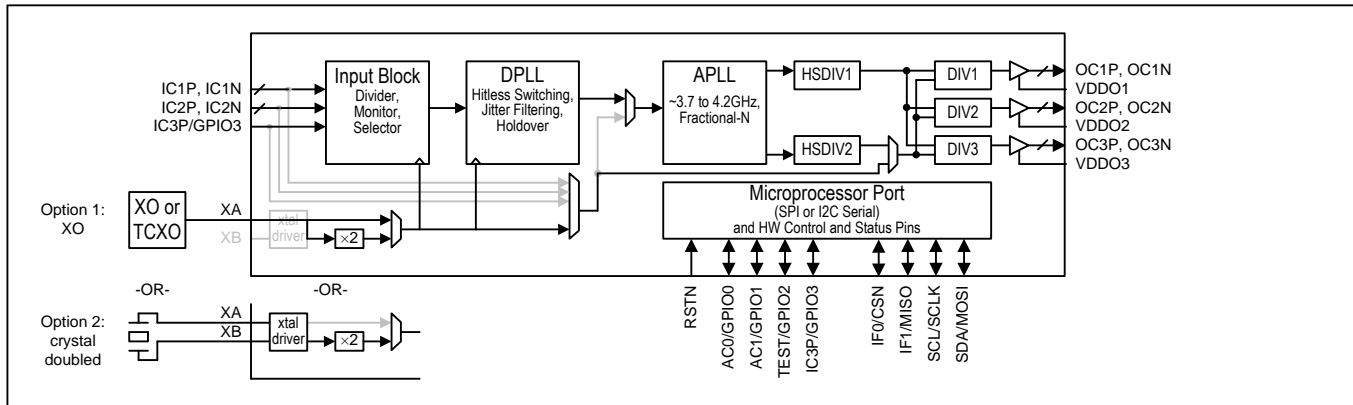 IC1P, IC1N
IC2P, IC2N
IC3P/GPIO3
Input Block
Divider,
Monitor,
Selector
DPLL
Hitless Switching,
Jitter Filtering,
Holdover
APLL
~3.7 to 4.2GHz,
Fractional-N
HSDIV1
HSDIV2
DIV1
DIV2
DIV3
OC1P, OC1N
VDDO1
OC2P, OC2N
VDDO2
OC3P, OC3N
VDDO3
Option 1:
XO
XO or
TCXO
XA
XB
xtal
driver
×2
Microprocessor Port
(SPI or I2C Serial)
and HW Control and Status Pins
RSTN
AC0/GPIO0
AC1/GPIO1
TEST/GPIO2
IC3P/GPIO3
IF0/CSN
IF1/MISO
SCL/SCLK
SDA/MOSI
-OR-
-OR-
Option 2:
crystal
doubled
XA
XB
xtal
driver
×2